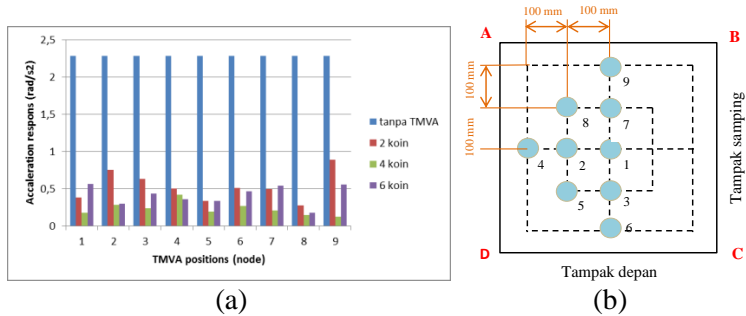 2,5
2
1,5
1
0,5
0
Acceleration respons (rad/s2)
1 2 3 4 5 6 7 8 9
TMVA positions (node)
tanpa TMVA
2 koin
4 koin
6 koin
(a)
100 mm 100 mm
A B
100 mm
100 mm
9
8 7
4 2 1
5 3
6
D C
Tampak samping
Tampak depan
(b)